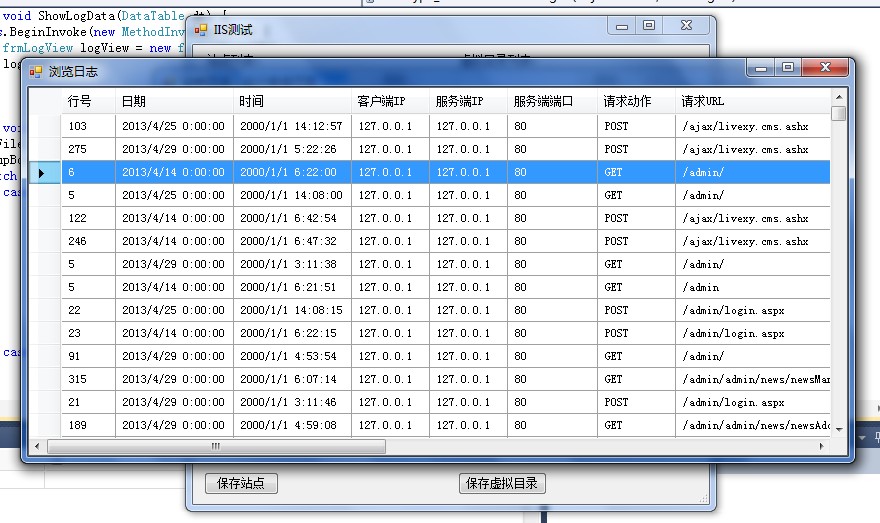 void ShowLogData(DataTable dt) {
s.BeginInvoke(new MethodInv
frmLogView logView = new f
log
IIS测试
浏览日志
行号 日期 时间 客户端IP 服务端IP 服务端端口 请求动作 请求URL
103 2013/4/25 0:00:00 2000/1/1 14:12:57 127.0.0.1 127.0.0.1 80 POST /ajax/livexy.cms.ashx
275 2013/4/29 0:00:00 2000/1/1 5:22:26 127.0.0.1 127.0.0.1 80 POST /ajax/livexy.cms.ashx
6 2013/4/14 0:00:00 2000/1/1 6:22:00 127.0.0.1 127.0.0.1 80 GET /admin/
5 2013/4/25 0:00:00 2000/1/1 14:08:00 127.0.0.1 127.0.0.1 80 GET /admin/
122 2013/4/14 0:00:00 2000/1/1 6:42:54 127.0.0.1 127.0.0.1 80 POST /ajax/livexy.cms.ashx
246 2013/4/14 0:00:00 2000/1/1 6:47:32 127.0.0.1 127.0.0.1 80 POST /ajax/livexy.cms.ashx
5 2013/4/29 0:00:00 2000/1/1 3:11:38 127.0.0.1 127.0.0.1 80 GET /admin/
5 2013/4/14 0:00:00 2000/1/1 6:21:51 127.0.0.1 127.0.0.1 80 GET /admin
22 2013/4/25 0:00:00 2000/1/1 14:08:15 127.0.0.1 127.0.0.1 80 POST /admin/login.aspx
23 2013/4/14 0:00:00 2000/1/1 6:22:15 127.0.0.1 127.0.0.1 80 POST /admin/login.aspx
91 2013/4/29 0:00:00 2000/1/1 4:53:54 127.0.0.1 127.0.0.1 80 GET /admin/
315 2013/4/29 0:00:00 2000/1/1 6:07:14 127.0.0.1 127.0.0.1 80 GET /admin/admin/news/newsMan
21 2013/4/29 0:00:00 2000/1/1 3:11:46 127.0.0.1 127.0.0.1 80 POST /admin/login.aspx
189 2013/4/29 0:00:00 2000/1/1 4:59:08 127.0.0.1 127.0.0.1 80 GET /admin/admin/news/newsAdd
保存站点 保存虚拟目录